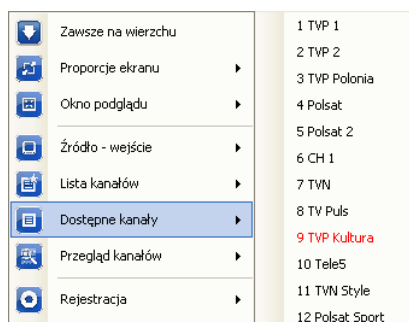 Zawsze na wierzchu
Proporcje ekranu
Okno podglądu
Źródło - wejście
Lista kanałów
Dostępne kanały
Przegląd kanałów
Rejestracja
1 TVP 1
2 TVP 2
3 TVP Polonia
4 Polsat
5 Polsat 2
6 CH 1
7 TVN
8 TV Puls
9 TVP Kultura
10 Tele5
11 TVN Style
12 Polsat Sport